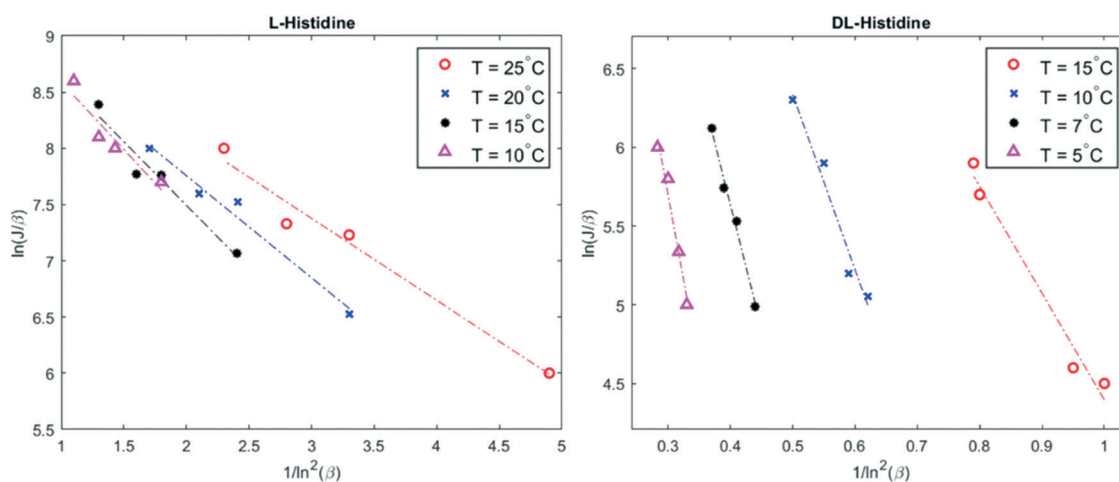 L-Histidine
9
8.5
8
7.5
7
6.5
6
5.5
ln(J/β)
1 1.5 2 2.5 3 3.5 4 4.5 5
1/ln²(β)
T = 25°C
T = 20°C
T = 15°C
T = 10°C
DL-Histidine
6.5
6
5.5
5
4.5
ln(J/β)
0.3 0.4 0.5 0.6 0.7 0.8 0.9 1
1/ln²(β)
T = 15°C
T = 10°C
T = 7°C
T = 5°C